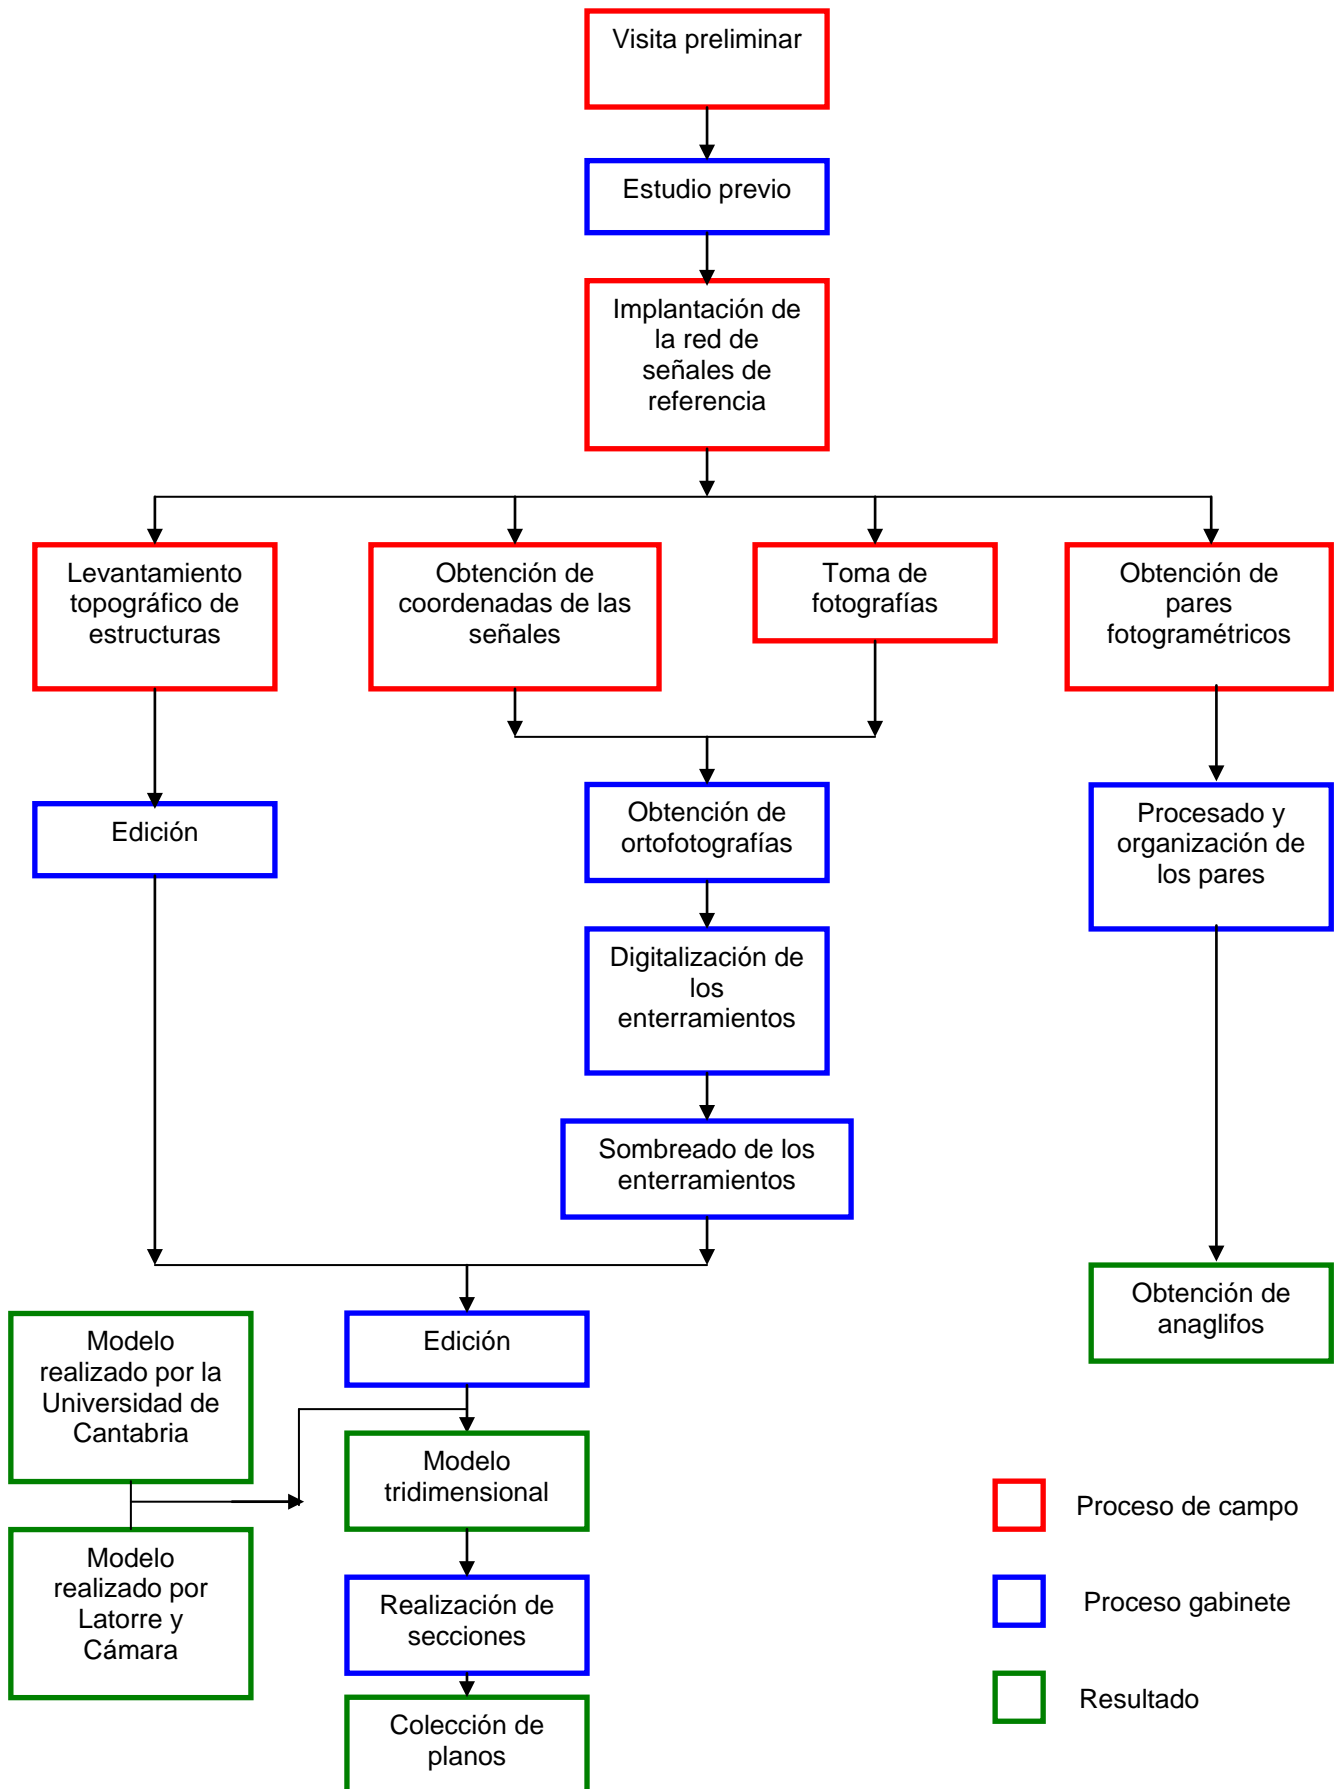 Visita preliminar
Estudio previo
Implantación de
la red de
señales de
referencia
Levantamiento
topográfico de
estructuras
Obtención de
coordenadas de las
señales
Toma de
fotografías
Obtención de
pares
fotogramétricos
Edición
Obtención de
ortofotografías
Procesado y
organización de
los pares
Digitalización de
los
enterramientos
Sombreado de los
enterramientos
Obtención de
anaglifos
Modelo
realizado por la
Universidad de
Cantabria
Edición
Modelo
tridimensional
Modelo
realizado por
Latorre y
Cámara
Realización de
secciones
Colección de
planos
Proceso de campo
Proceso gabinete
Resultado